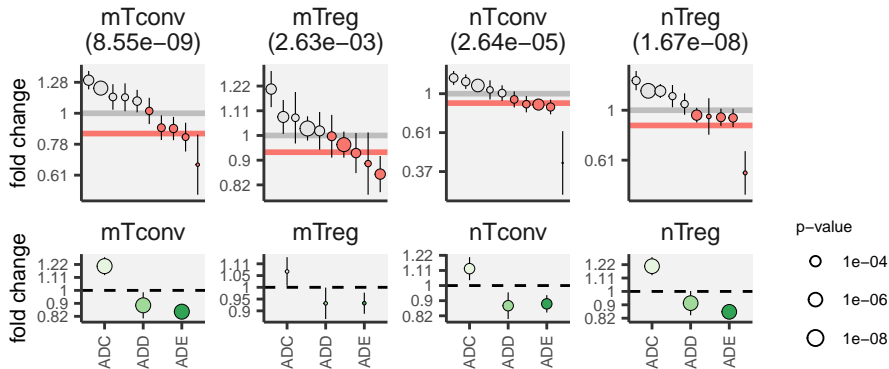 mTconv
(8.55e−09)
mTreg
(2.63e−03)
nTconv
(2.64e−05)
nTreg
(1.67e−08)
fold change
1.28
1
0.78
0.61
1.22
1.11
1
0.9
0.82
1
0.61
0.37
1
0.61
mTconv
mTreg
nTconv
nTreg
fold change
1.22
1.11
1
0.9
0.82
1.11
1.05
1
0.95
0.9
1.22
1.11
1
0.9
0.82
1.22
1.11
1
0.9
0.82
ADC
ADD
ADE
ADC
ADD
ADE
ADC
ADD
ADE
ADC
ADD
ADE
p−value
1e−04
1e−06
1e−08